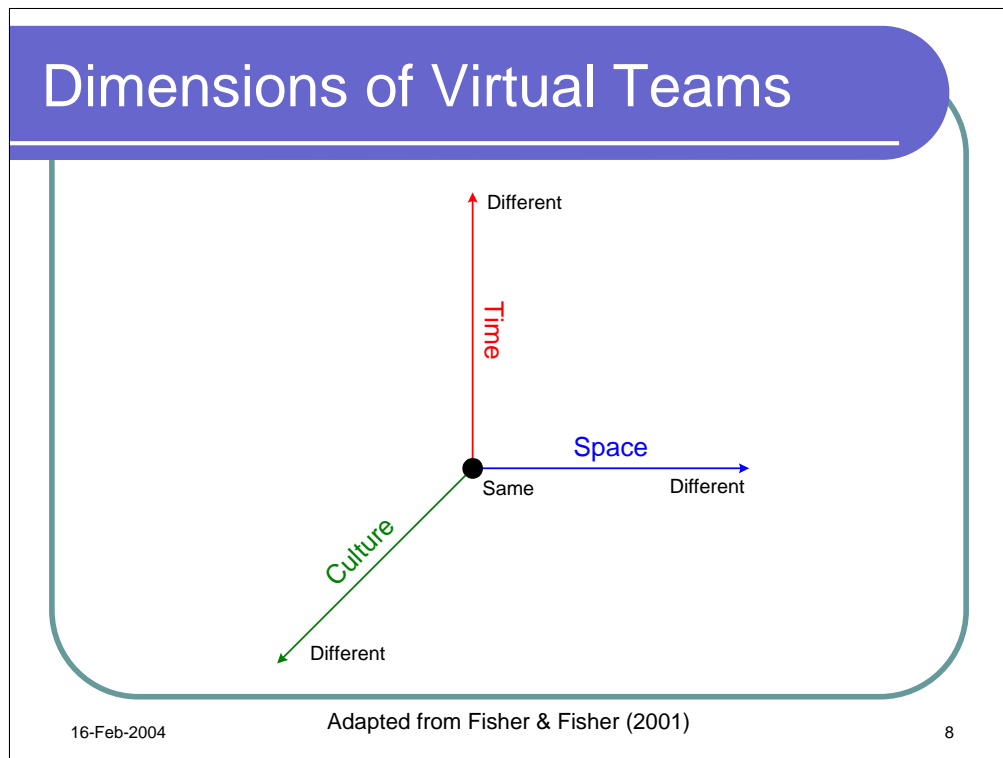 Dimensions of Virtual Teams
Different
Time
Space
Same
Different
Culture
Different
16-Feb-2004
Adapted from Fisher & Fisher (2001)
8